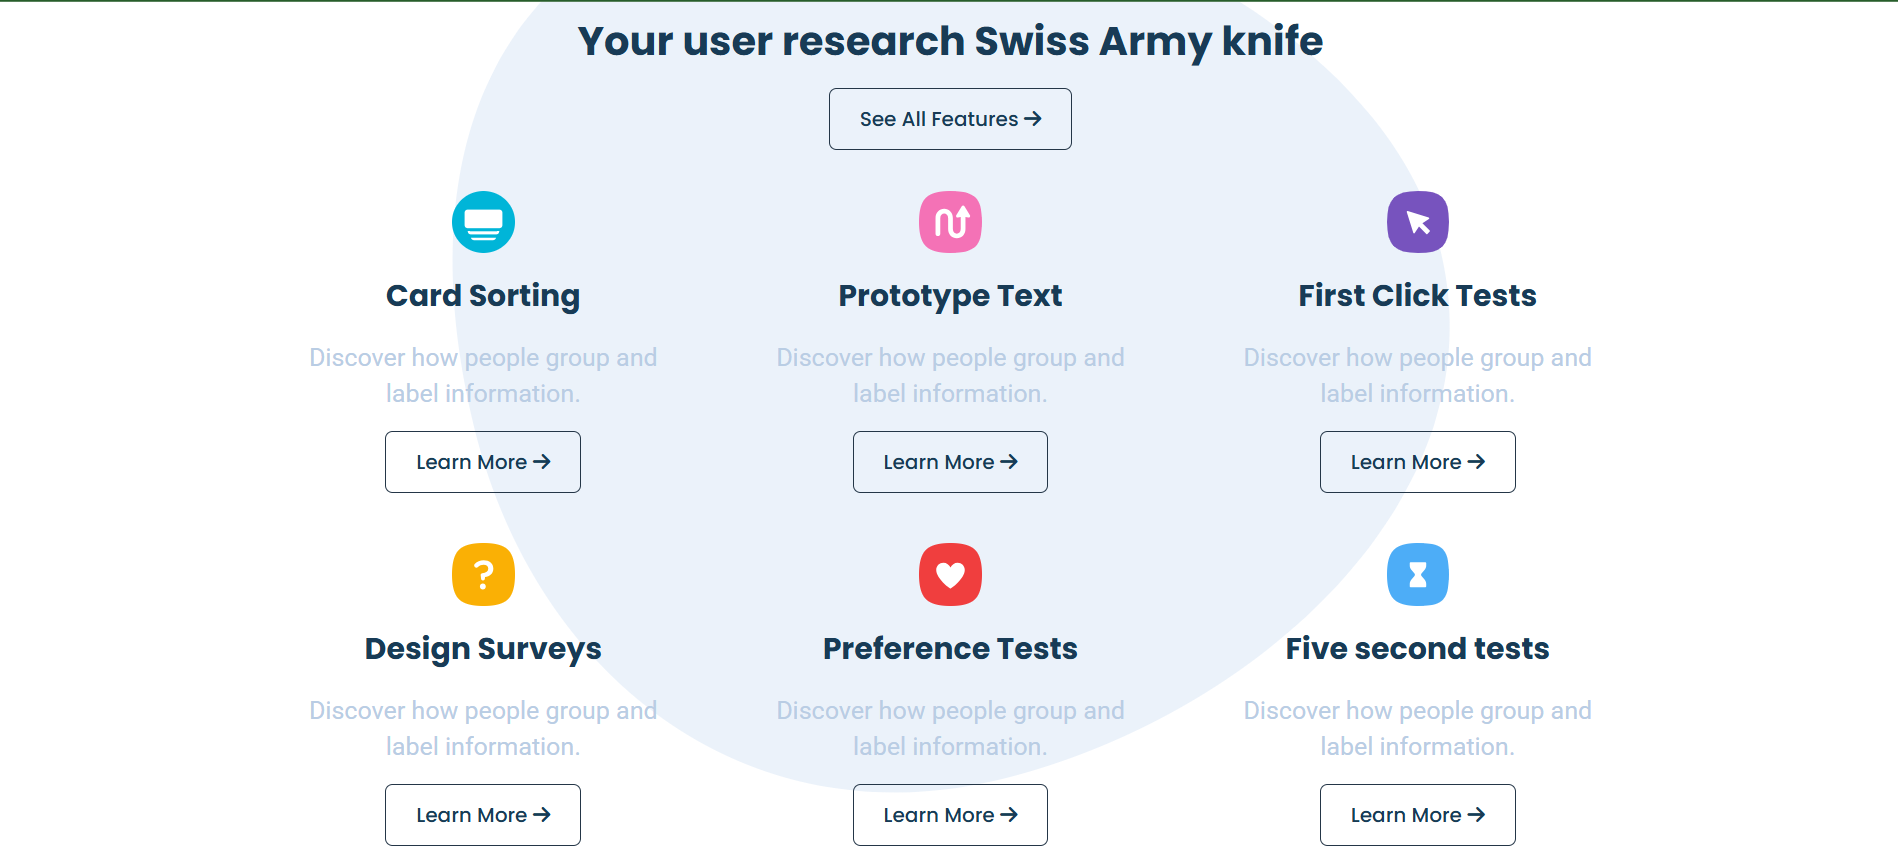 Your user research Swiss Army knife
See All Features →
Card Sorting
Discover how people group and
label information.
Learn More →
Prototype Text
Discover how people group and
label information.
Learn More →
First Click Tests
Discover how people group and
label information.
Learn More →
?
Design Surveys
Discover how people group and
label information.
Learn More →
Preference Tests
Discover how people group and
label information.
Learn More →
Five second tests
Discover how people group and
label information.
Learn More →